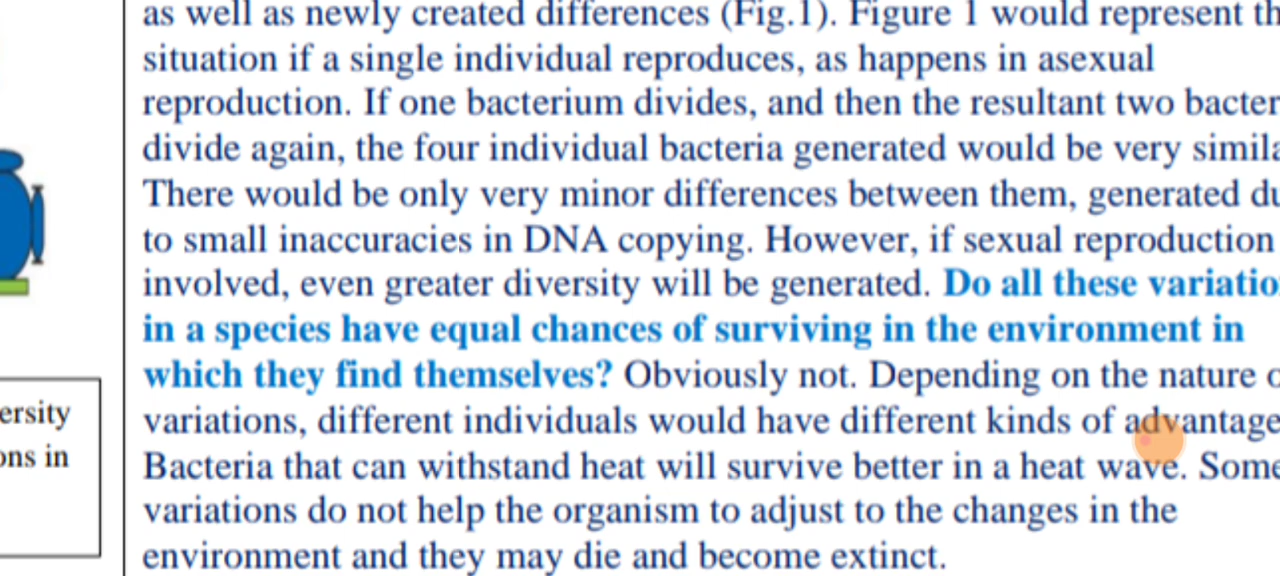 as well as newly created differences (Fig.1). Figure 1 would represent th
situation if a single individual reproduces, as happens in asexual
reproduction. If one bacterium divides, and then the resultant two bacter
divide again, the four individual bacteria generated would be very simila
There would be only very minor differences between them, generated du
to small inaccuracies in DNA copying. However, if sexual reproduction
involved, even greater diversity will be generated. Do all these variatio
in a species have equal chances of surviving in the environment in
which they find themselves? Obviously not. Depending on the nature o
variations, different individuals would have different kinds of advantage
Bacteria that can withstand heat will survive better in a heat wave. Some
variations do not help the organism to adjust to the changes in the
environment and they may die and become extinct.
ersity
ons in